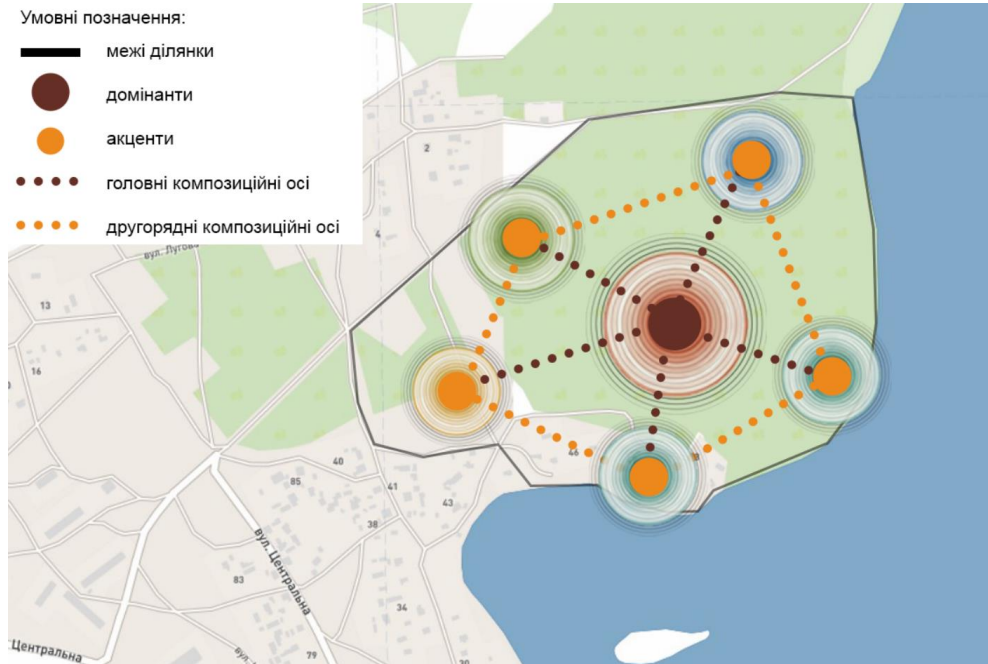 Умовні позначення:
межі ділянки
домінанти
акценти
головні композиційні осі
другорядні композиційні осі
2
4
вул. Лугова
13
16
40
85
41
46
43
38
вул. Центральна
83
34
79
30
Центральна
вул.